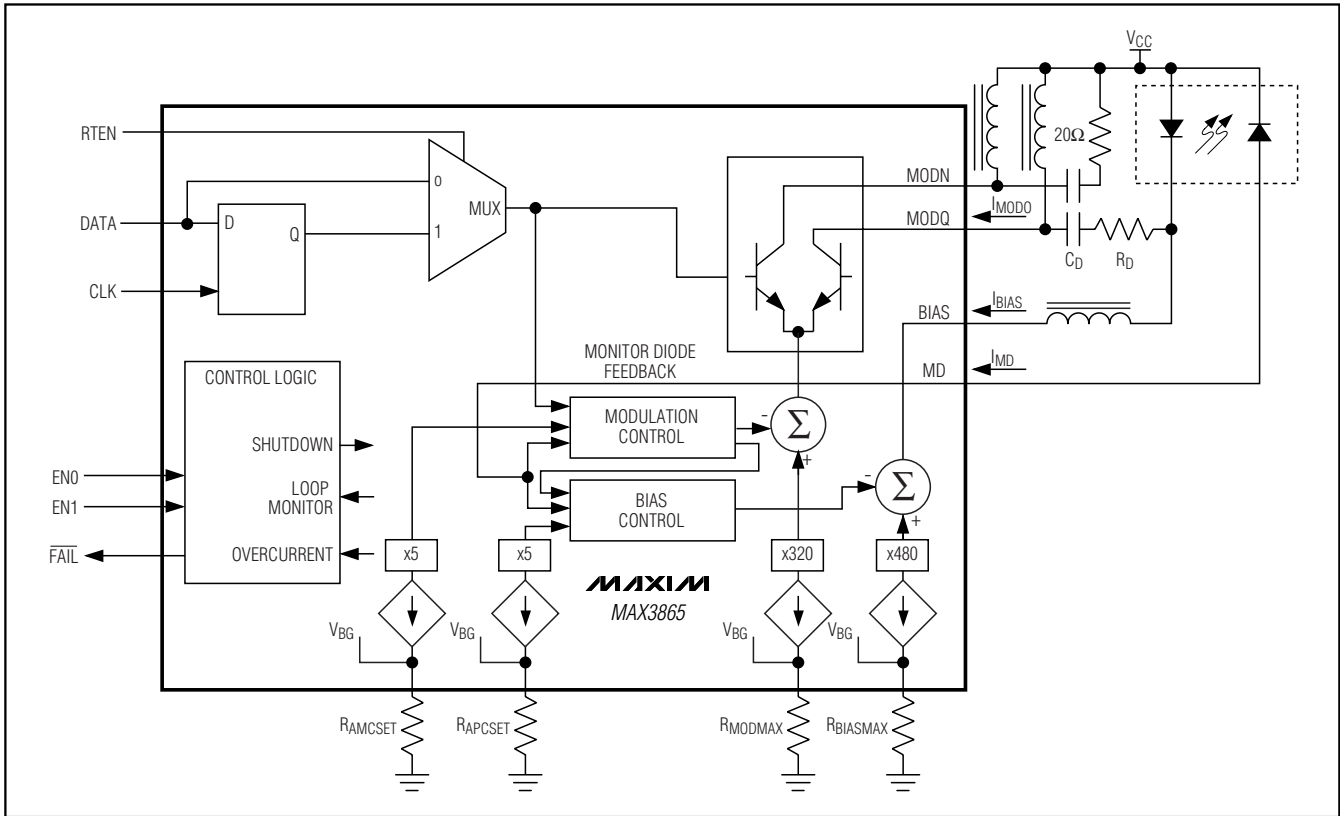 VCC
RTEN
20Ω
0
MODN
MUX
IMODO
DATA
D
Q
1
MODQ
CD
RD
CLK
IBIAS
BIAS
MONITOR DIODE
FEEDBACK
IMD
MD
CONTROL LOGIC
MODULATION
CONTROL
-
Σ
+
SHUTDOWN
EN0
LOOP
MONITOR
EN1
BIAS
CONTROL
-
Σ
+
FAIL
OVERCURRENT
x5
x5
x320
x480
MAXIM
MAX3865
VBG
VBG
VBG
VBG
RAMCSET
RAPCSET
RMODMAX
RBIASMAX